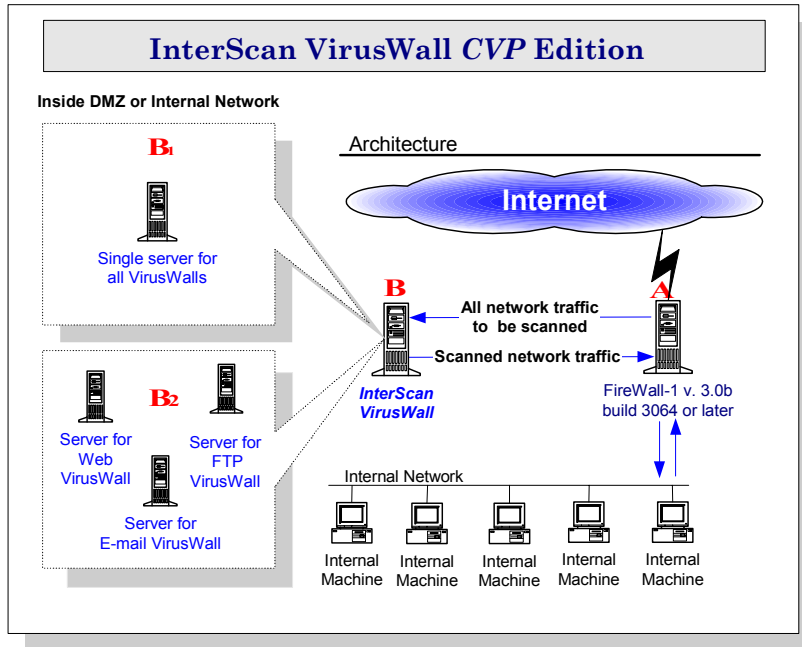 InterScan VirusWall CVP Edition
Inside DMZ or Internal Network
B1
Single server for
all VirusWalls
B2
Server for
Web
VirusWall
Server for
FTP
VirusWall
Server for
E-mail VirusWall
Architecture
Internet
B
All network traffic
to be scanned
A
Scanned network traffic
InterScan
VirusWall
FireWall-1 v. 3.0b
build 3064 or later
Internal Network
Internal
Machine
Internal
Machine
Internal
Machine
Internal
Machine
Internal
Machine